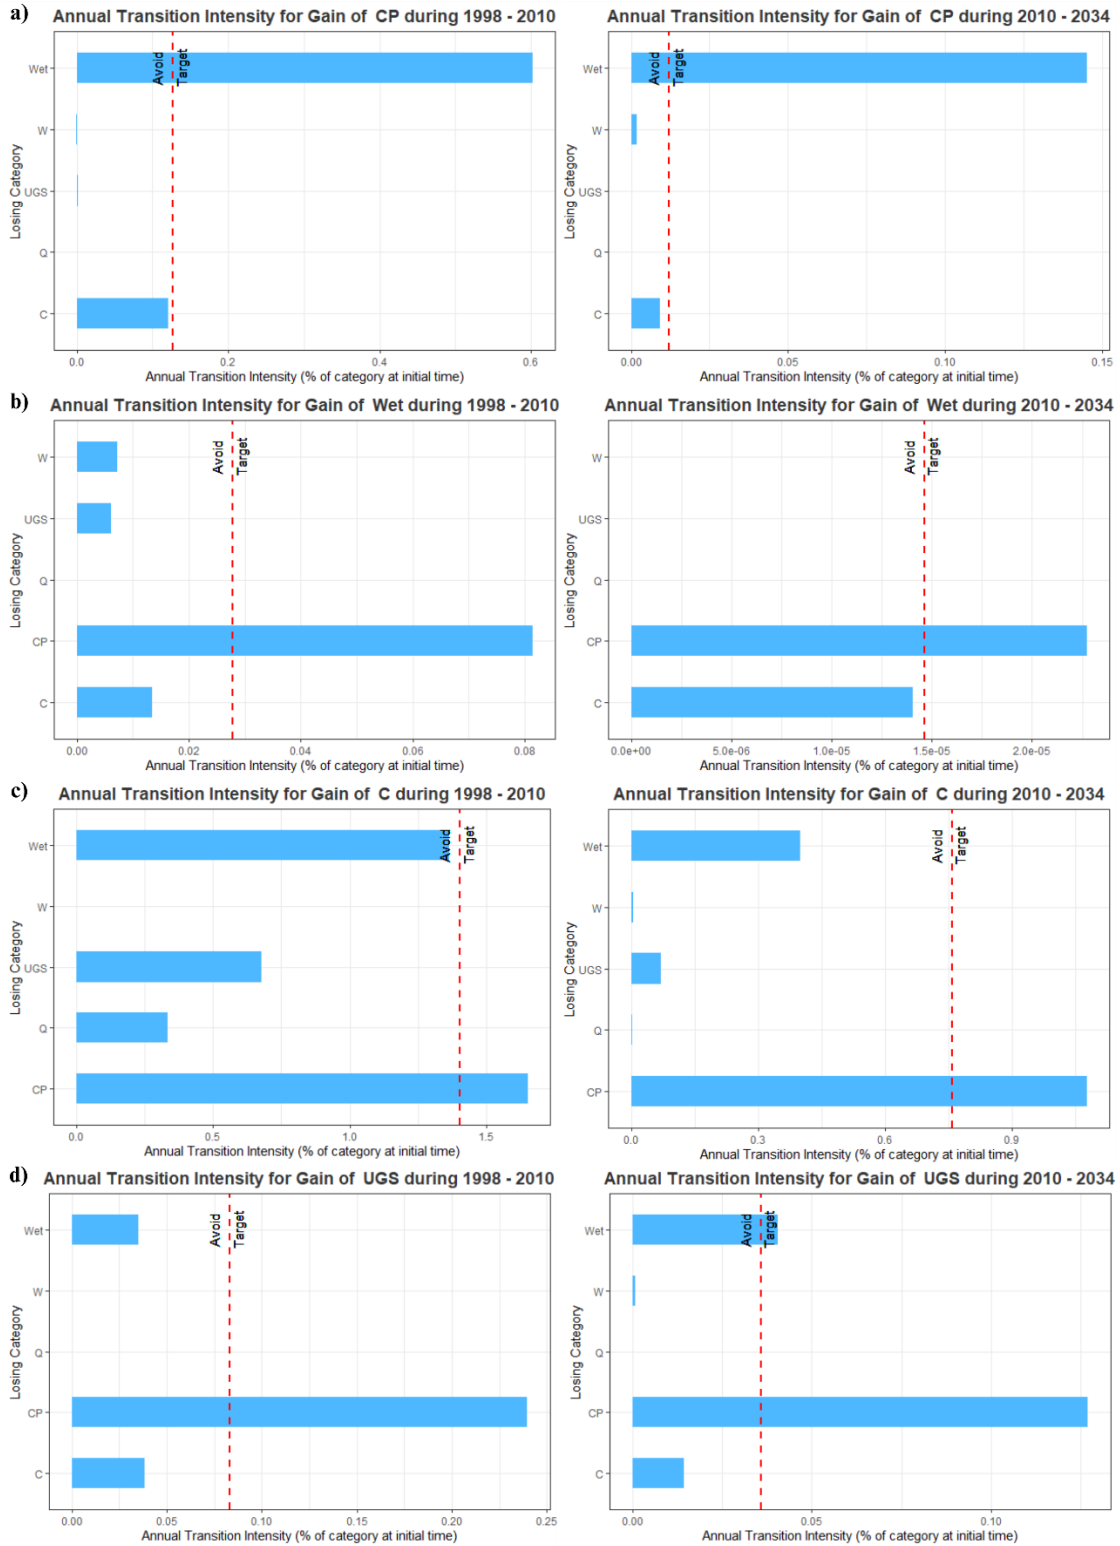 a)
Annual Transition Intensity for Gain of CP during 1998 - 2010
Losing Category
Wet
W
UGS
Q
C
Avoid
Target
0.0 0.2 0.4 0.6
Annual Transition Intensity (% of category at initial time)
Annual Transition Intensity for Gain of CP during 2010 - 2034
Losing Category
Wet
W
UGS
Q
C
Avoid
Target
0.00 0.05 0.10 0.15
Annual Transition Intensity (% of category at initial time)
b)
Annual Transition Intensity for Gain of Wet during 1998 - 2010
Losing Category
W
UGS
Q
CP
C
Avoid
Target
0.00 0.02 0.04 0.06 0.08
Annual Transition Intensity (% of category at initial time)
Annual Transition Intensity for Gain of Wet during 2010 - 2034
Losing Category
W
UGS
Q
CP
C
Avoid
Target
0.0e+00 5.0e-06 1.0e-05 1.5e-05 2.0e-05
Annual Transition Intensity (% of category at initial time)
c)
Annual Transition Intensity for Gain of C during 1998 - 2010
Losing Category
Wet
W
UGS
Q
CP
Avoid
Target
0.0 0.5 1.0 1.5
Annual Transition Intensity (% of category at initial time)
Annual Transition Intensity for Gain of C during 2010 - 2034
Losing Category
Wet
W
UGS
Q
CP
Avoid
Target
0.0 0.3 0.6 0.9
Annual Transition Intensity (% of category at initial time)
d)
Annual Transition Intensity for Gain of UGS during 1998 - 2010
Losing Category
Wet
W
Q
CP
C
Avoid
Target
0.00 0.05 0.10 0.15 0.20 0.25
Annual Transition Intensity (% of category at initial time)
Annual Transition Intensity for Gain of UGS during 2010 - 2034
Losing Category
Wet
W
Q
CP
C
Avoid
Target
0.00 0.05 0.10
Annual Transition Intensity (% of category at initial time)